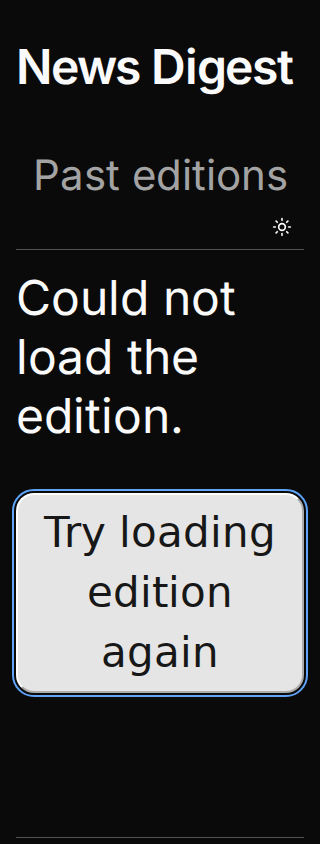 News Digest
Past editions
Could not
load the
edition.
Try loading
edition
again